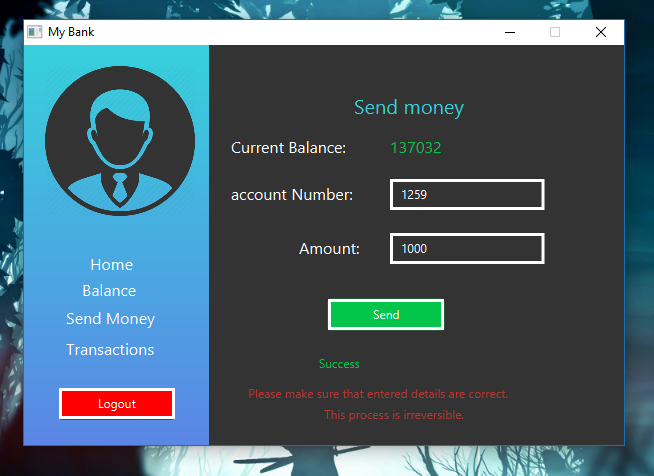 My Bank
Send money
Current Balance: 137032
account Number: 1259
Amount: 1000
Send
Success
Please make sure that entered details are correct.
This process is irreversible.
Home
Balance
Send Money
Transactions
Logout